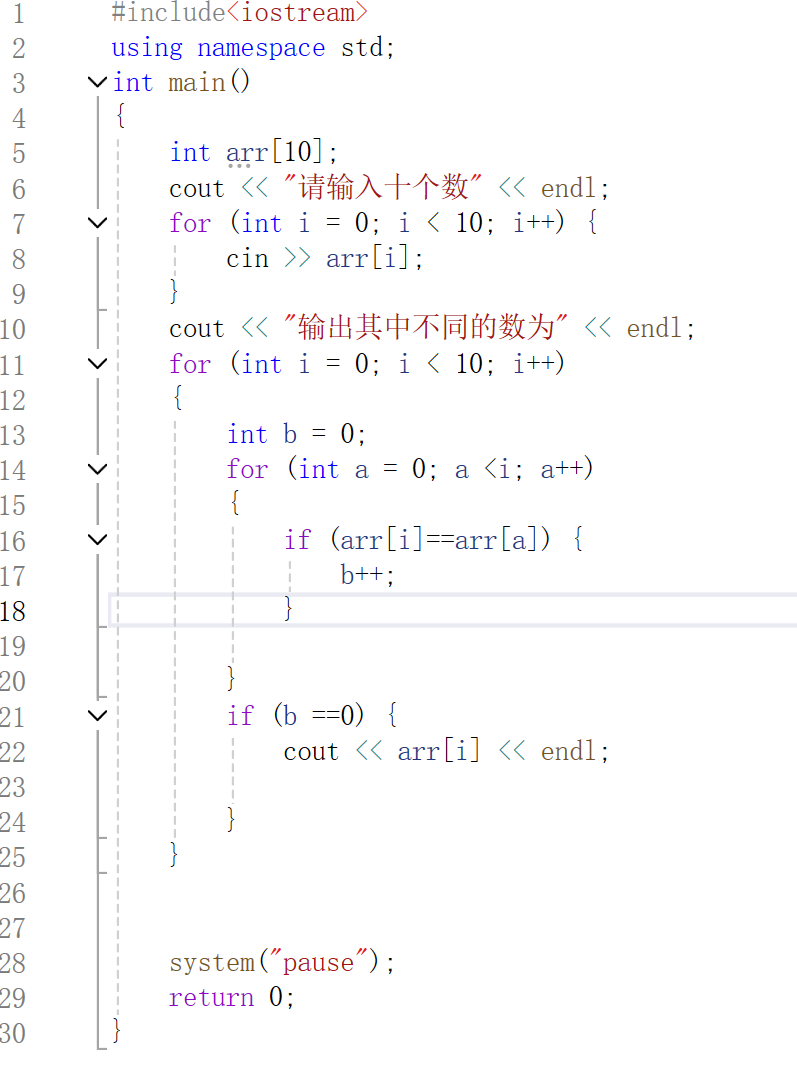 1 #include<iostream>
2 using namespace std;
3 int main()
4 {
5 int arr[10];
6 cout << "请输入十个数" << endl;
7 for (int i = 0; i < 10; i++) {
8 cin >> arr[i];
9 }
10 cout << "输出其中不同的数为" << endl;
11 for (int i = 0; i < 10; i++)
12 {
13 int b = 0;
14 for (int a = 0; a <i; a++)
15 {
16 if (arr[i]==arr[a]) {
17 b++;
18 }
19
20 }
21 if (b ==0) {
22 cout << arr[i] << endl;
23
24 }
25 }
26
27
28 system("pause");
29 return 0;
30 }